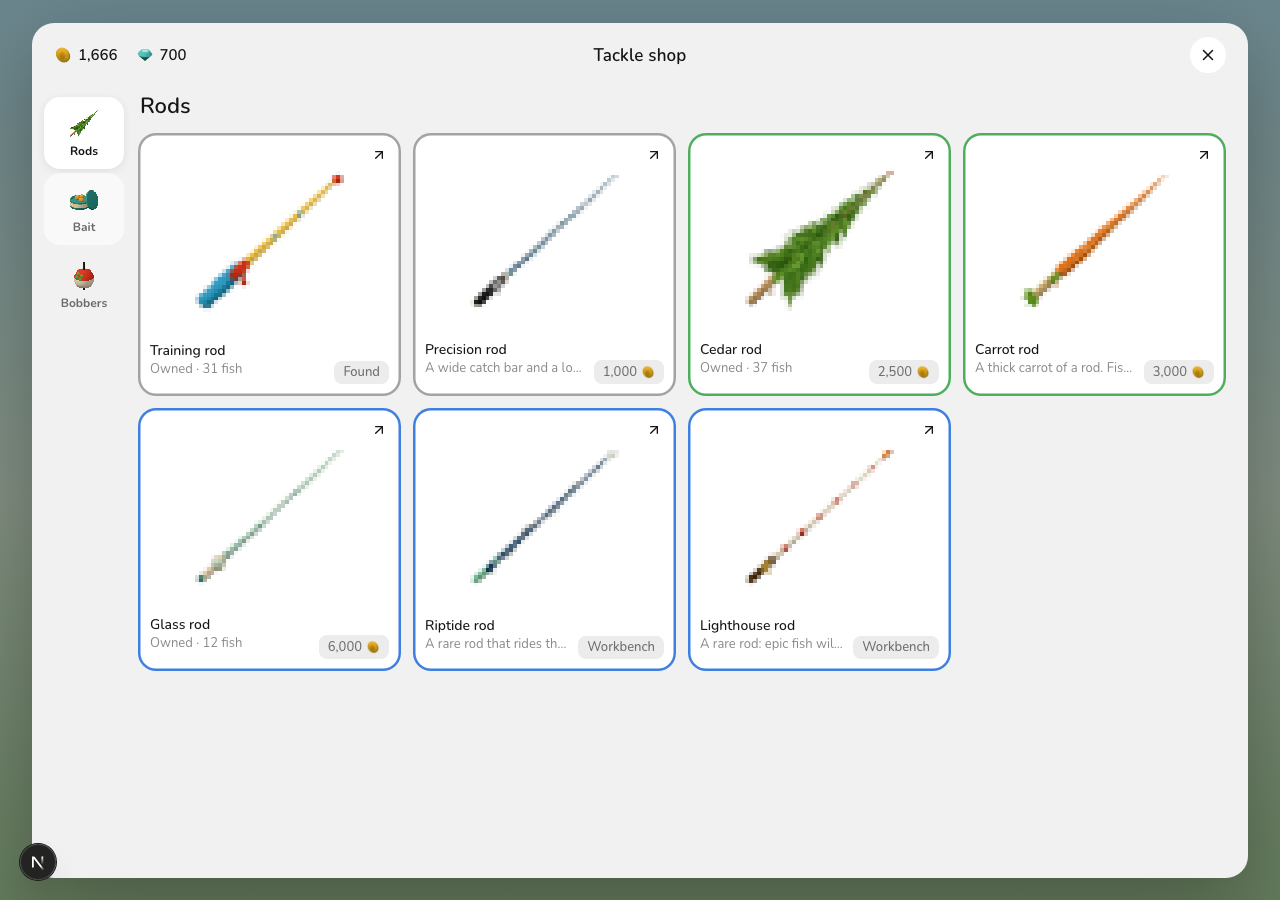 1,666
700
Tackle shop
Rods
Bait
Bobbers
Rods
Training rod
Owned · 31 fish
Found
Precision rod
A wide catch bar and a lo...
1,000
Cedar rod
Owned · 37 fish
2,500
Carrot rod
A thick carrot of a rod. Fis...
3,000
Glass rod
Owned · 12 fish
6,000
Riptide rod
A rare rod that rides th...
Workbench
Lighthouse rod
A rare rod: epic fish wil...
Workbench
N